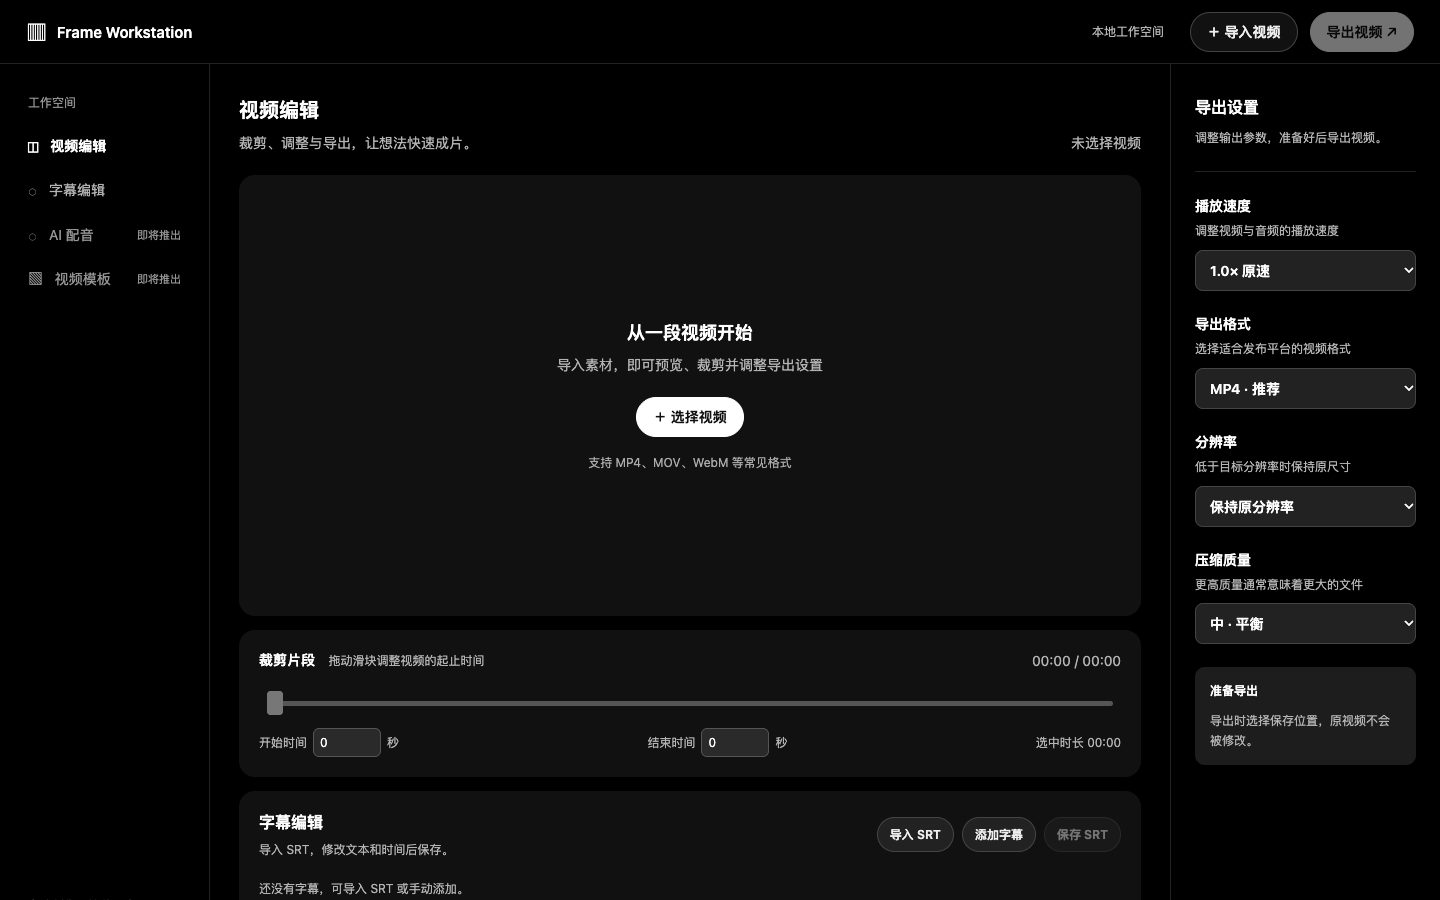 Frame Workstation
本地工作空间
+ 导入视频
导出视频 ↗
工作空间
视频编辑
字幕编辑
AI 配音 即将推出
视频模板 即将推出
视频编辑
裁剪、调整与导出，让想法快速成片。
未选择视频
从一段视频开始
导入素材，即可预览、裁剪并调整导出设置
+ 选择视频
支持 MP4、MOV、WebM 等常见格式
裁剪片段 拖动滑块调整视频的起止时间
00:00 / 00:00
开始时间 0 秒
结束时间 0 秒
选中时长 00:00
字幕编辑
导入 SRT，修改文本和时间后保存。
导入 SRT
添加字幕
保存 SRT
还没有字幕，可导入 SRT 或手动添加。
导出设置
调整输出参数，准备好后导出视频。
播放速度
调整视频与音频的播放速度
1.0× 原速
导出格式
选择适合发布平台的视频格式
MP4 · 推荐
分辨率
低于目标分辨率时保持原尺寸
保持原分辨率
压缩质量
更高质量通常意味着更大的文件
中 · 平衡
准备导出
导出时选择保存位置，原视频不会
被修改。